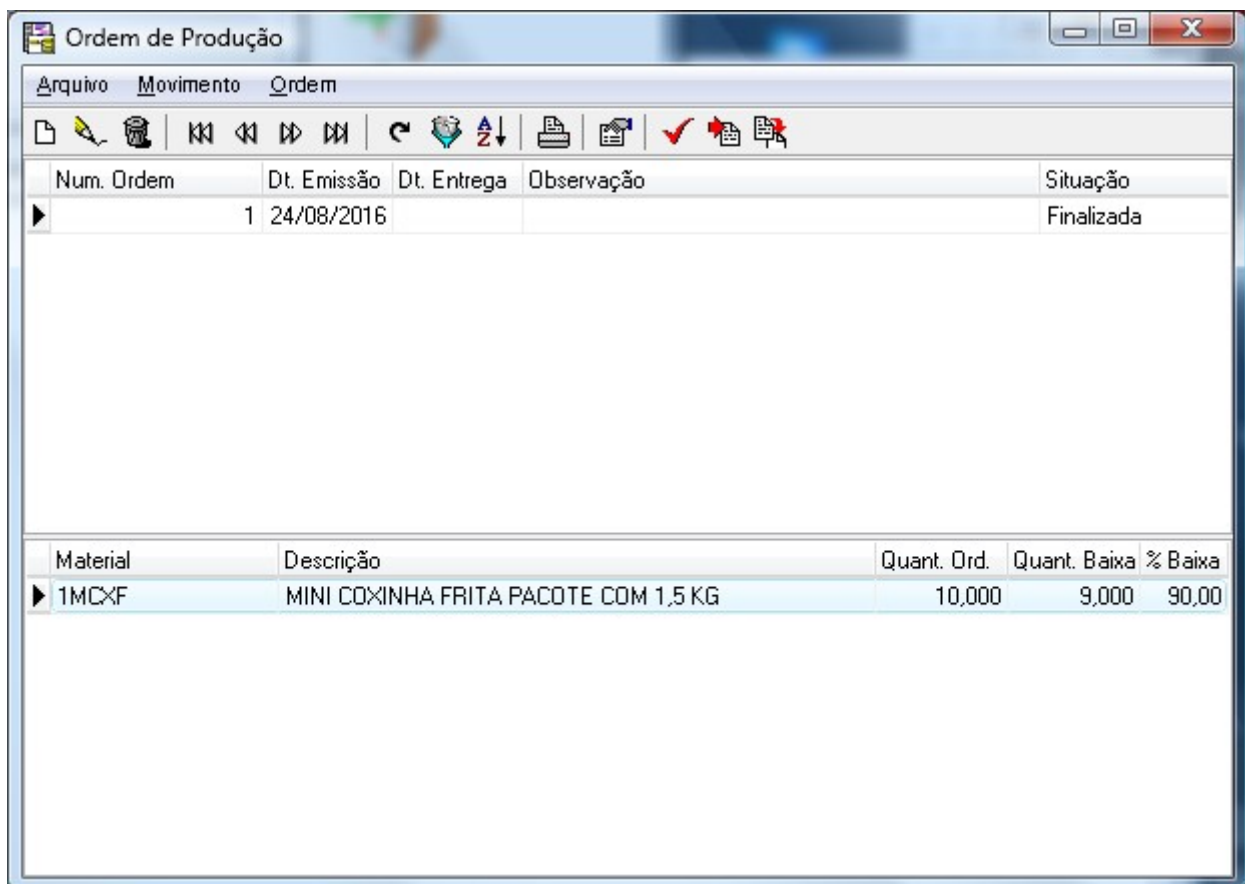 Ordem de Produção
Arquivo Movimento Ordem
Num. Ordem Dt. Emissão Dt. Entrega Observação Situação
1 24/08/2016 Finalizada
Material Descrição Quant. Ord. Quant. Baixa % Baixa
1MCXF MINI COXINHA FRITA PACOTE COM 1,5 KG 10,000 9,000 90,00